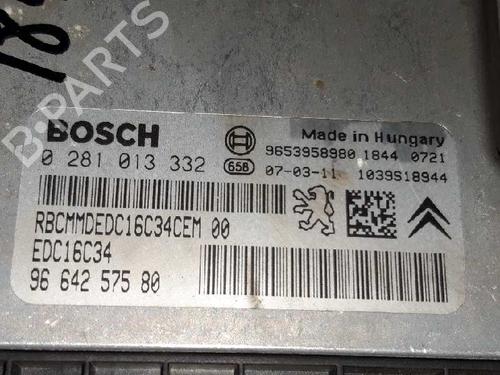 B-PARTS
BOSCH
Made in Hungary
9653958980 1844 0721
0 281 013 332 658 07-03-11 1039S18944
RBCMMDEDC16C34CEM 00
EDC16C34
96 642 575 80